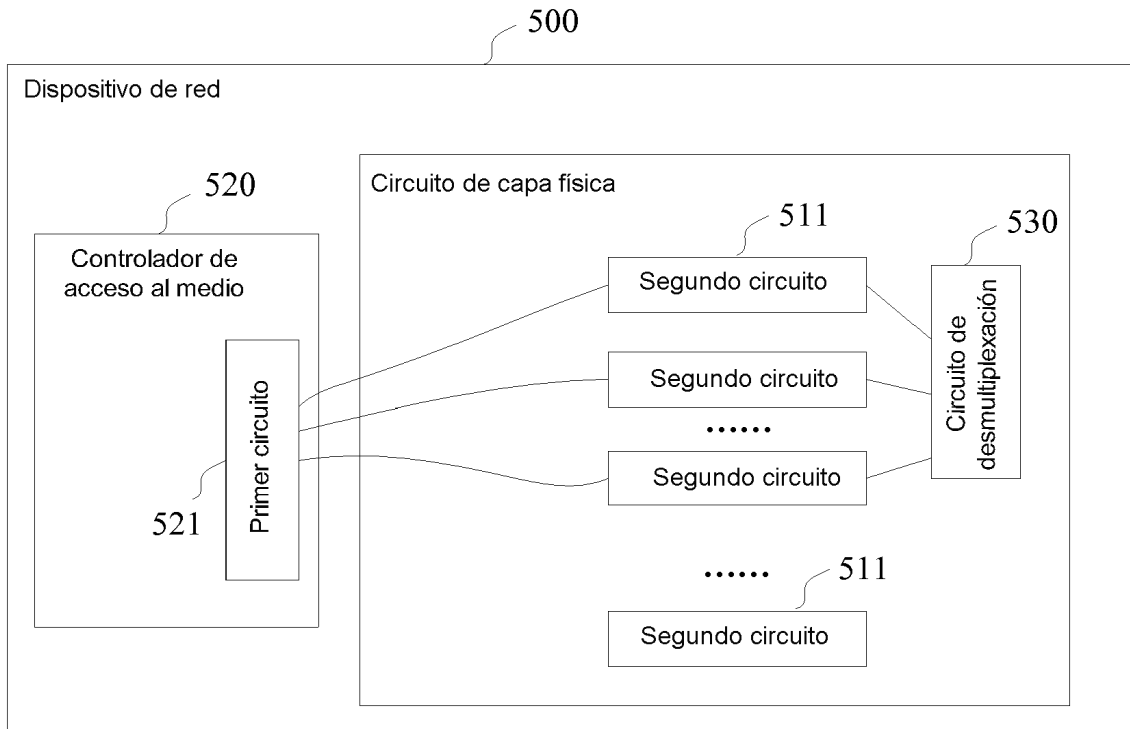 500
Dispositivo de red
520
Circuito de capa física
511
530
Controlador de
acceso al medio
Segundo circuito
Segundo circuito
......
Segundo circuito
Circuito de
desmultiplexación
Primer circuito
521
......
511
Segundo circuito